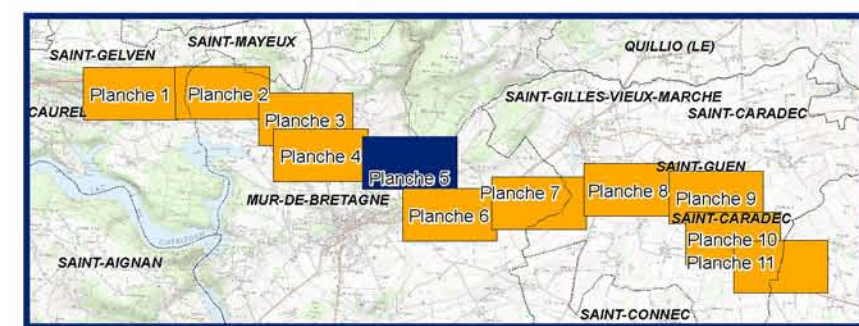 SAINT-MAYEUX
SAINT-GELVEN
QUILLIO (LE)
Planche 1
Planche 2
SAINT-GILLES-VIEUX-MARCHE
CAUREL
SAINT-CARADEC
Planche 3
Planche 4
SAINT-GUEN
Planche 5
Planche 7
Planche 8
Planche 9
MUR-DE-BRETAGNE
Planche 6
SAINT-CARADEC
Planche 10
SAINT-AIGNAN
Planche 11
SAINT-CONNEC